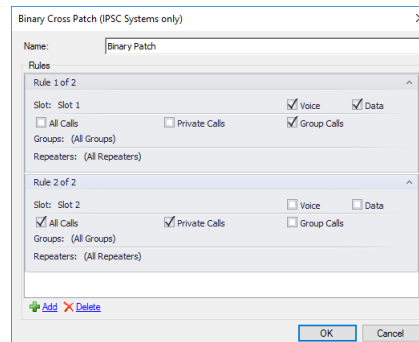 Binary Cross Patch (IPSC Systems only)
Name: Binary Patch
Rules
Rule 1 of 2
Slot: Slot 1 Voice Data
All Calls Private Calls Group Calls
Groups: (All Groups)
Repeaters: (All Repeaters)
Rule 2 of 2
Slot: Slot 2 Voice Data
All Calls Private Calls Group Calls
Groups: (All Groups)
Repeaters: (All Repeaters)
Add Delete
OK Cancel